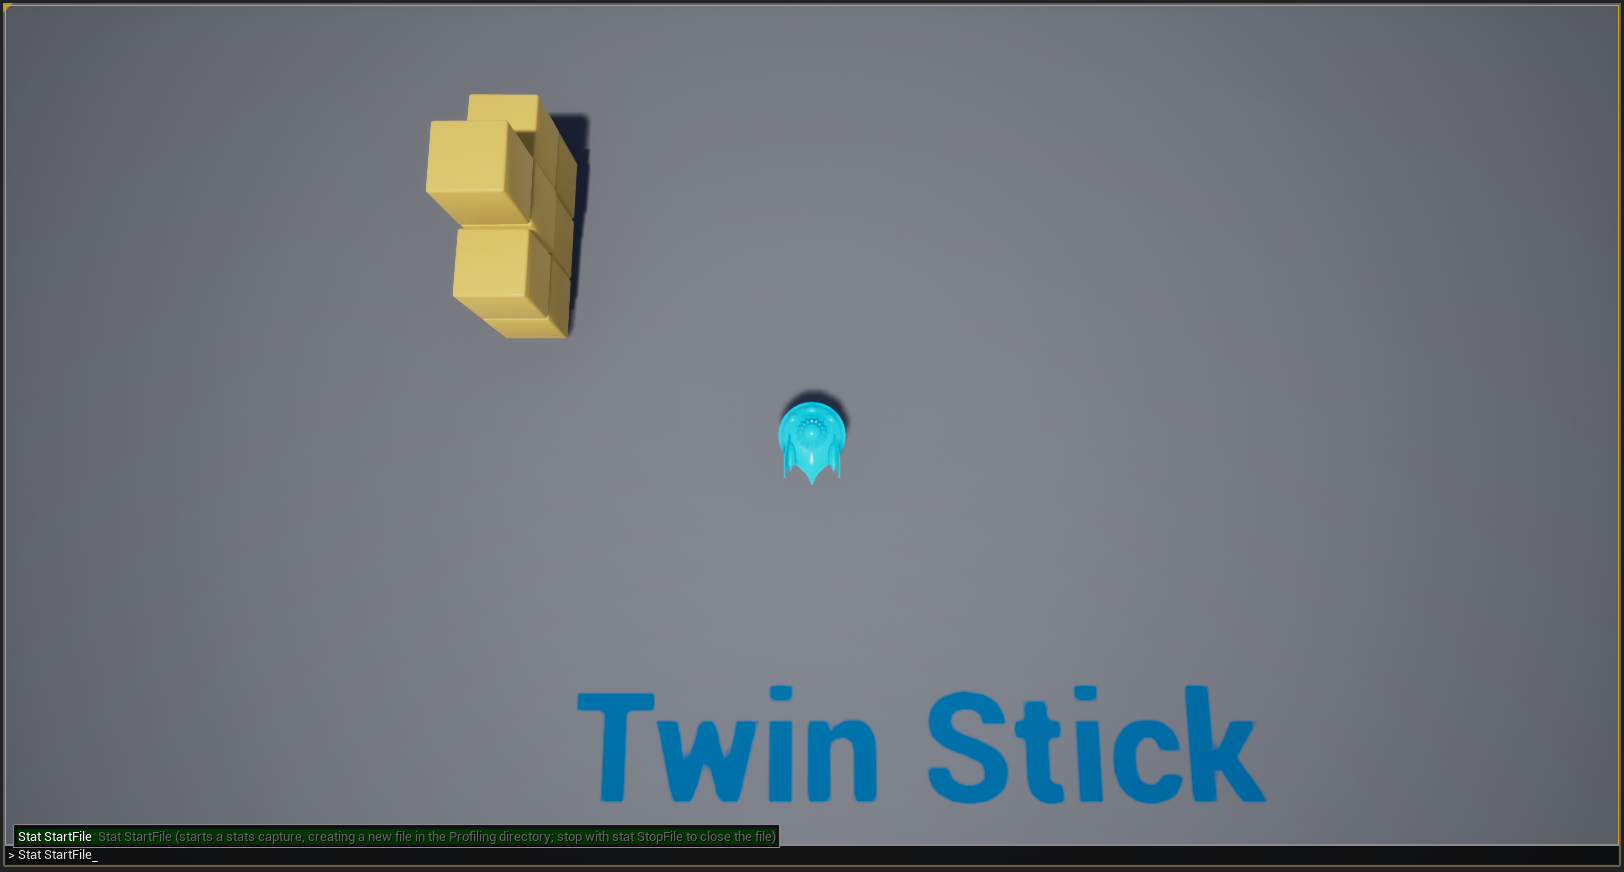 Twin Stick
Stat StartFile Stat StartFile (starts a stats capture, creating a new file in the Profiling directory; stop with stat StopFile to close the file)
> Stat StartFile_